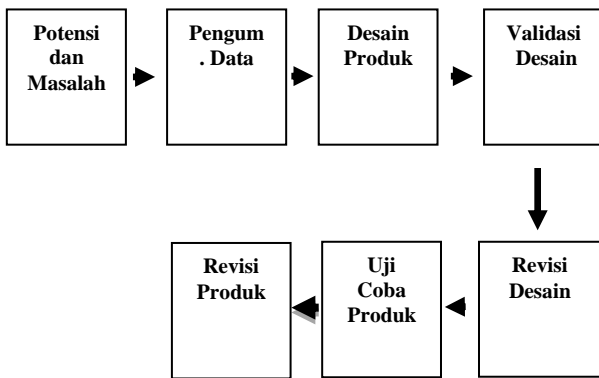 Potensi
dan
Masalah
Pengum
. Data
Desain
Produk
Validasi
Desain
Revisi
Produk
Uji
Coba
Produk
Revisi
Desain